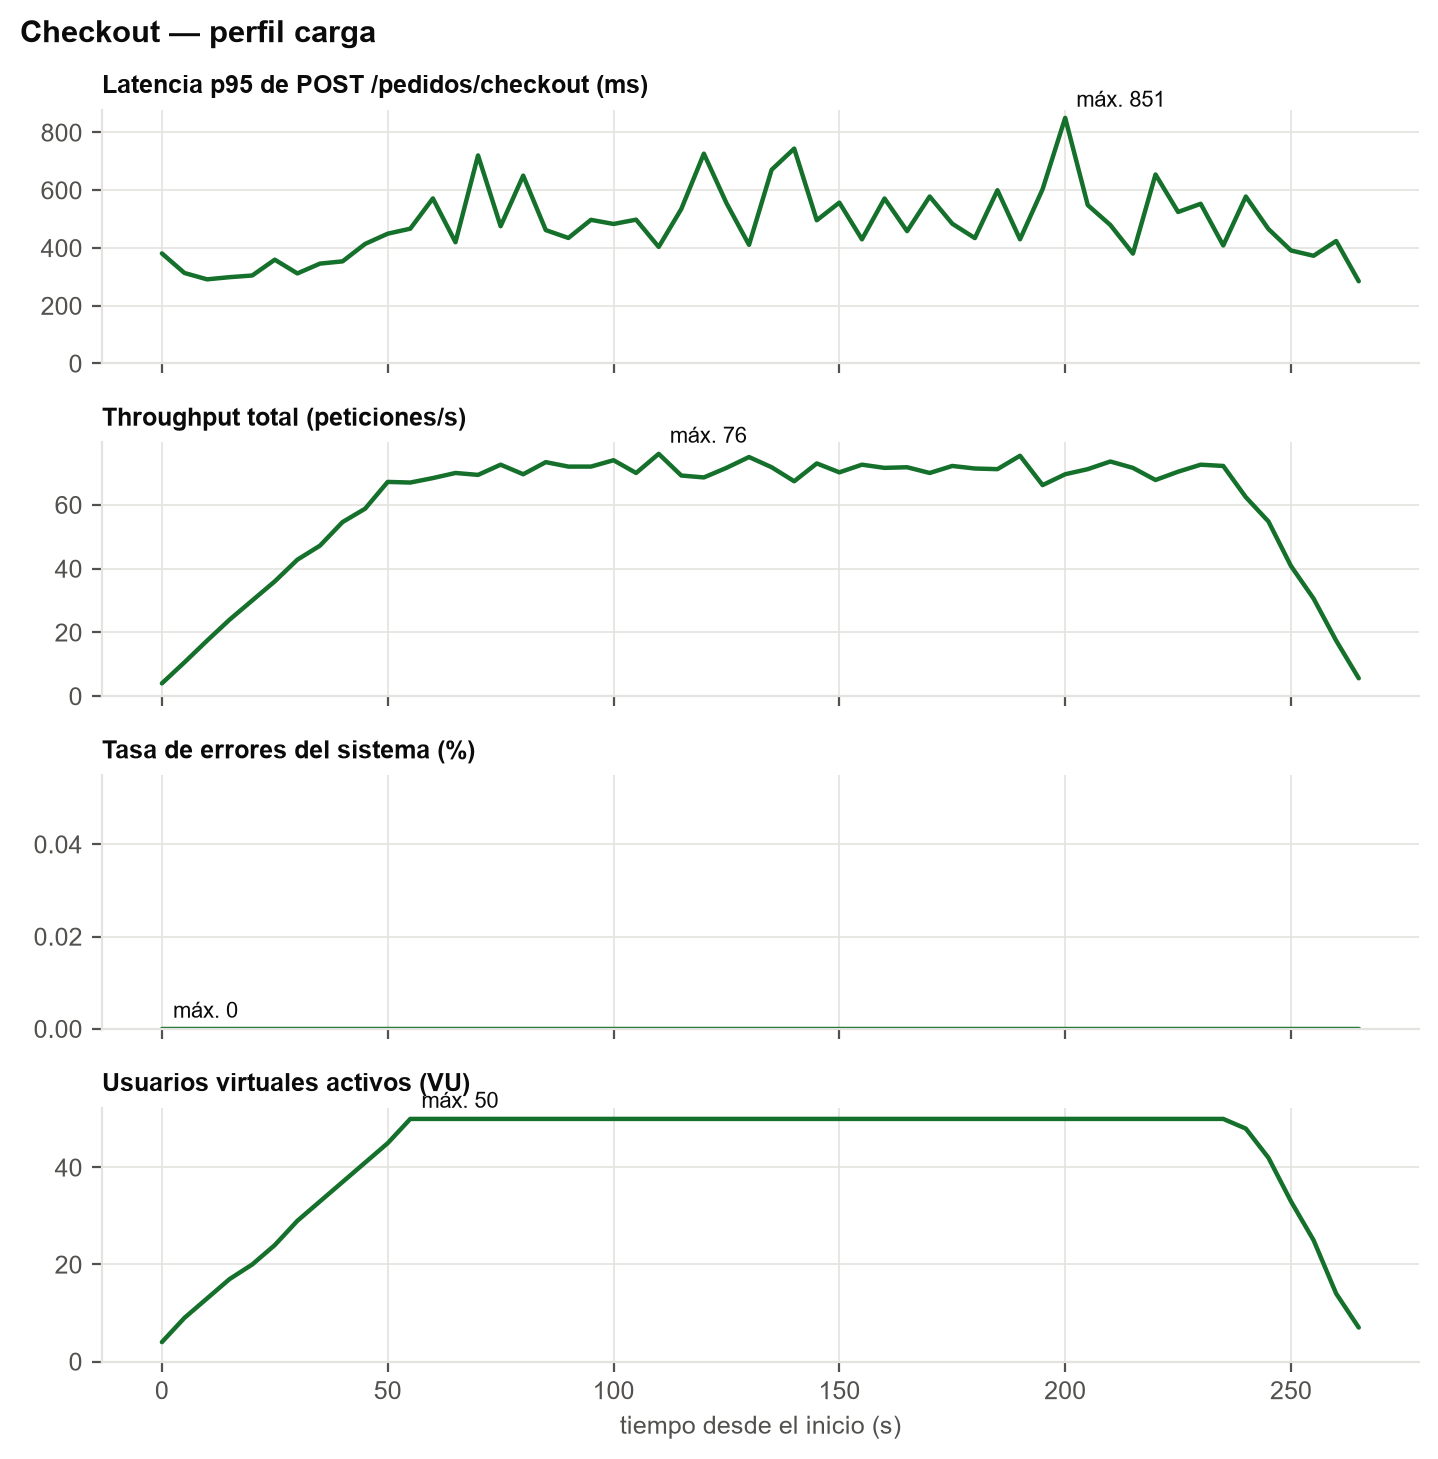 Checkout — perfil carga
Latencia p95 de POST /pedidos/checkout (ms)
máx. 851
800
600
400
200
0
Throughput total (peticiones/s)
máx. 76
60
40
20
0
Tasa de errores del sistema (%)
0.04
0.02
máx. 0
0.00
Usuarios virtuales activos (VU)
máx. 50
40
20
0
0 50 100 150 200 250
tiempo desde el inicio (s)